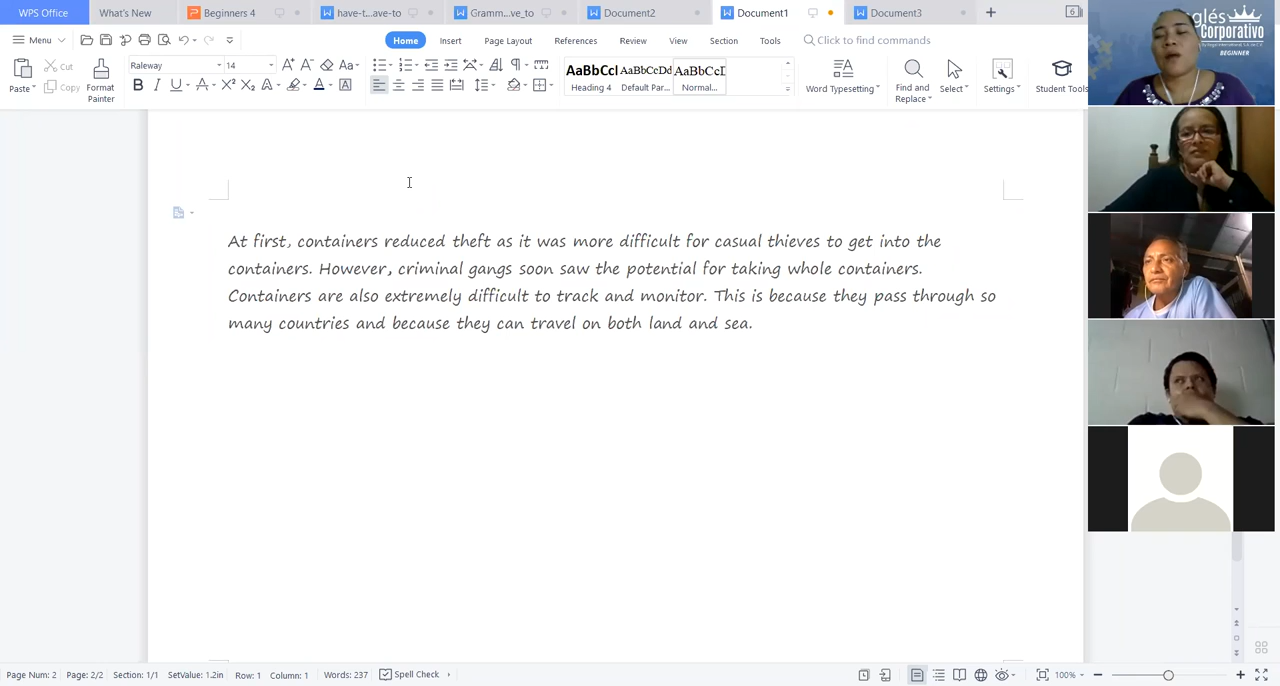 WPS Office
What's New
Beginners 4
have-t...ave-to
Gramm...ve_to
Document2
Document1
Document3
6
Menu
Home
Insert
Page Layout
References
Review
View
Section
Tools
Click to find commands
Paste
Cut
Copy
Format
Painter
Raleway
14
AaBbCcl
Heading 4
AaBbCcDd
Default Par...
AaBbCcD
Normal...
Word Typesetting
Find and
Replace
Select
Settings
Student Tools
glés
Corporativo
BEGINNER
At first, containers reduced theft as it was more difficult for casual thieves to get into the
containers. However, criminal gangs soon saw the potential for taking whole containers.
Containers are also extremely difficult to track and monitor. This is because they pass through so
many countries and because they can travel on both land and sea.
Page Num: 2
Page: 2/2
Section: 1/1
SetValue: 1.2in
Row: 1
Column: 1
Words: 237
Spell Check
100%